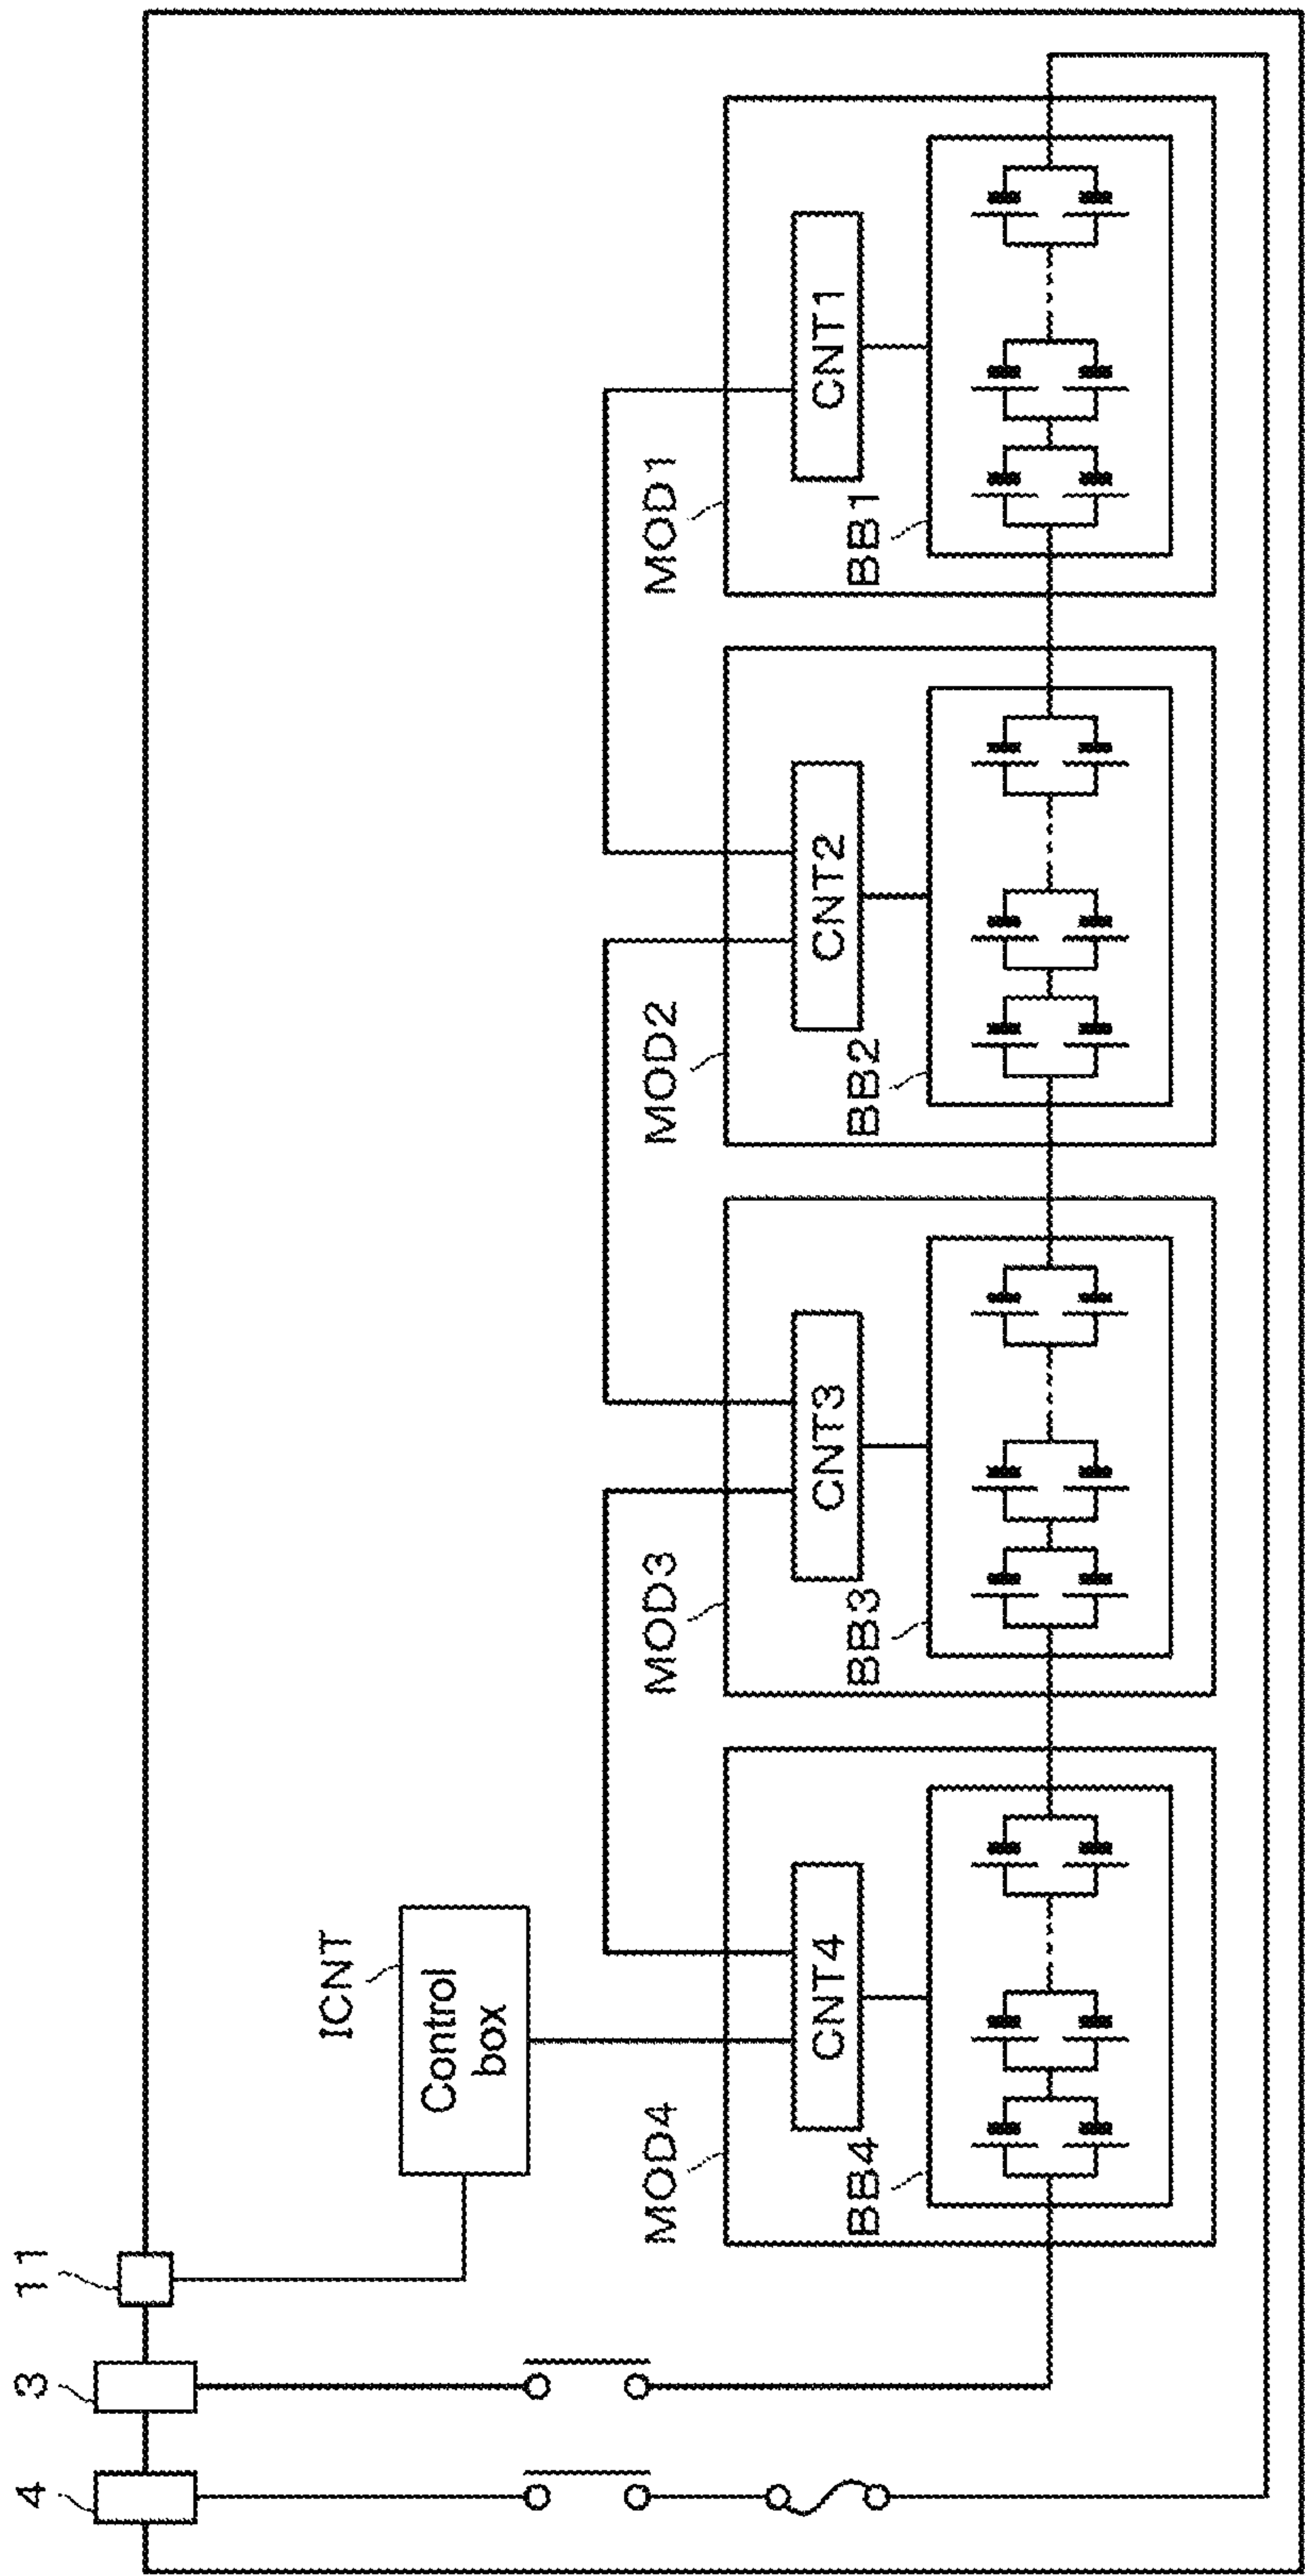 4
3
11
ICNT
Control
box
MOD4
CNT4
BB4
MOD3
CNT3
BB3
MOD2
CNT2
BB2
MOD1
CNT1
BB1